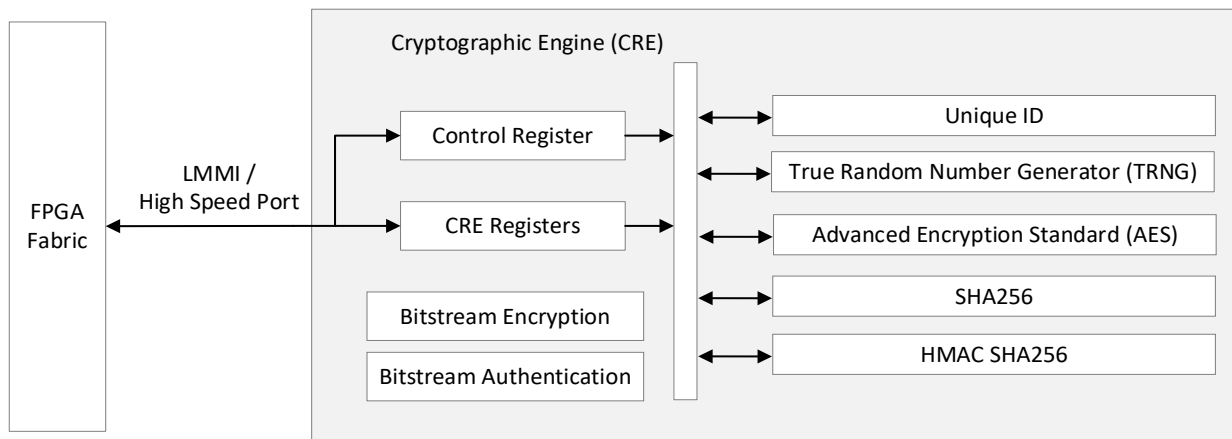 Cryptographic Engine (CRE)
FPGA
Fabric
LMMI /
High Speed Port
Control Register
CRE Registers
Bitstream Encryption
Bitstream Authentication
Unique ID
True Random Number Generator (TRNG)
Advanced Encryption Standard (AES)
SHA256
HMAC SHA256